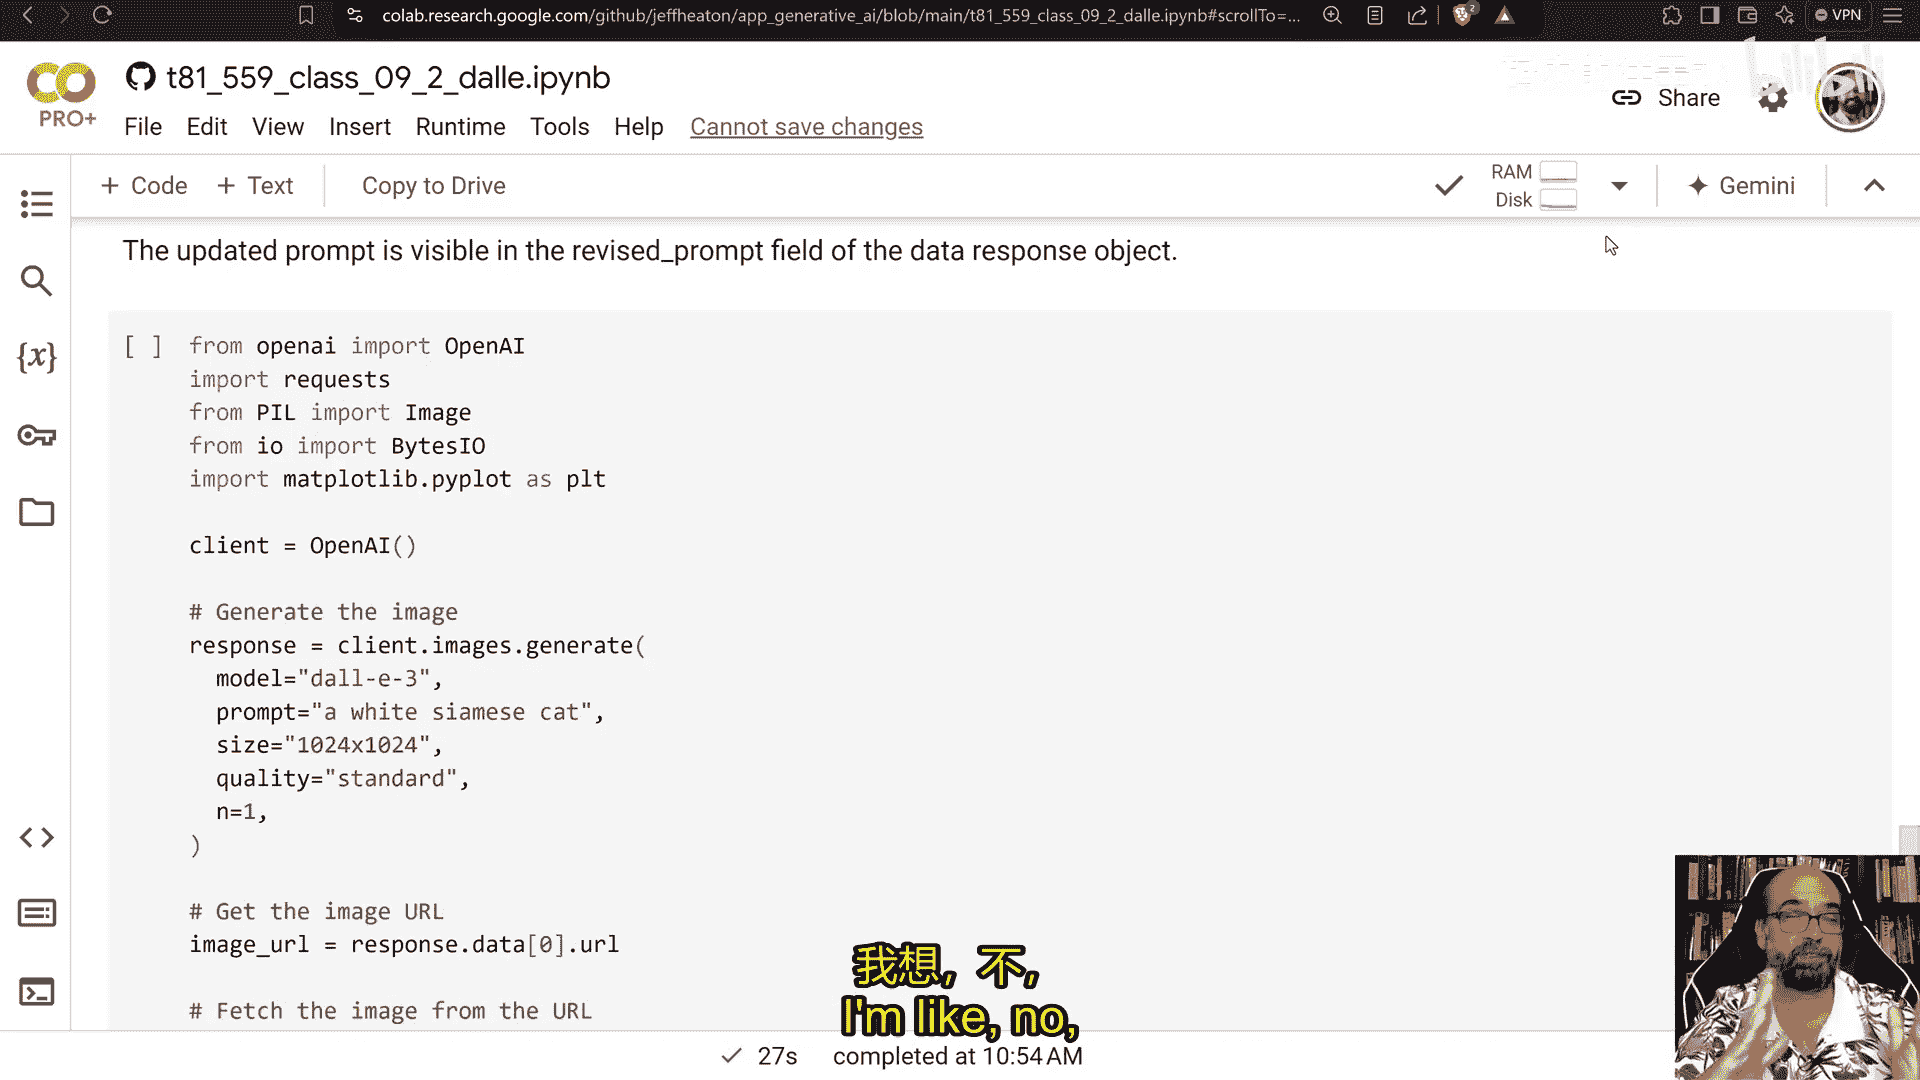 colab.research.google.com/github/jeffheaton/app_generative_ai/blob/main/t81_559_class_09_2_dalle.ipynb#scrollTo=...
2
VPN
CO
PRO+
t81_559_class_09_2_dalle.ipynb
File Edit View Insert Runtime Tools Help Cannot save changes
Share
+ Code + Text Copy to Drive
RAM
Disk
Gemini
The updated prompt is visible in the revised_prompt field of the data response object.
{x}
[ ] from openai import OpenAI
import requests
from PIL import Image
from io import BytesIO
import matplotlib.pyplot as plt
client = OpenAI()
# Generate the image
response = client.images.generate(
model="dall-e-3",
prompt="a white siamese cat",
size="1024x1024",
quality="standard",
n=1,
)
# Get the image URL
image_url = response.data[0].url
# Fetch the image from the URL
我想，不，
I'm like, no,
27s completed at 10:54 AM